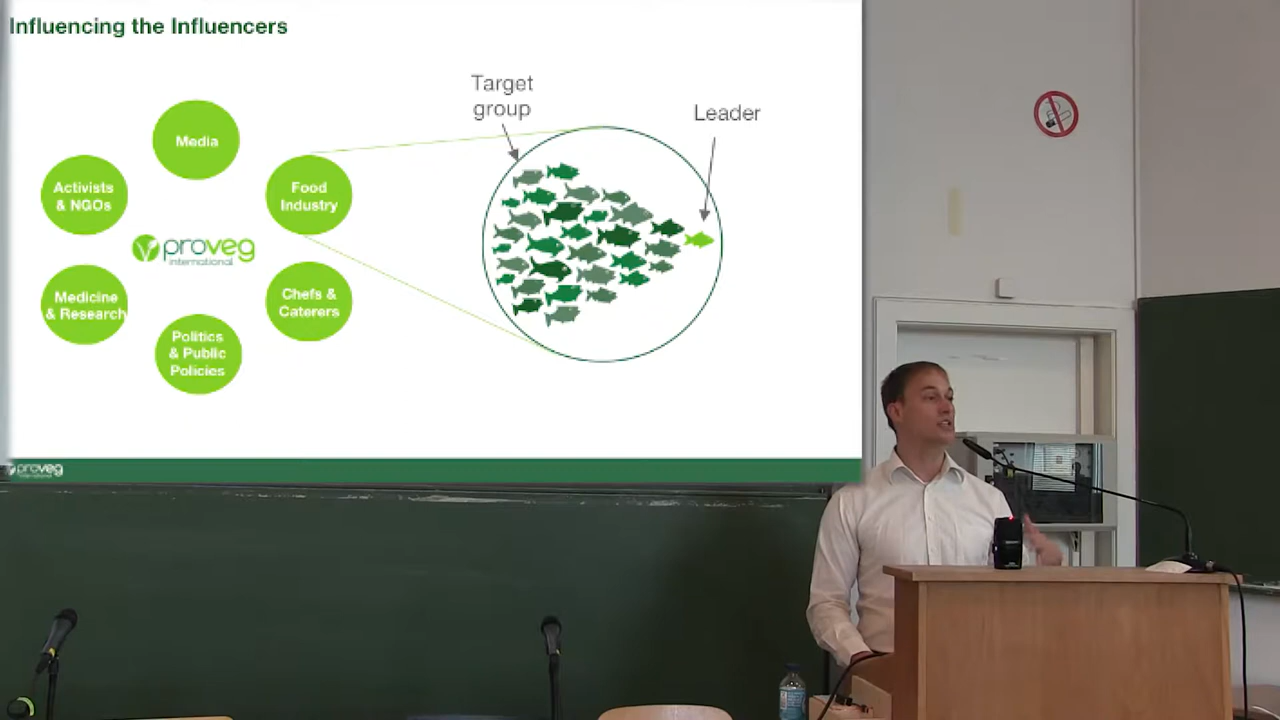 Influencing the Influencers
Target
group
Leader
Media
Activists
& NGOs
Food
Industry
proveg
international
Medicine
& Research
Chefs &
Caterers
Politics
& Public
Policies
proveg